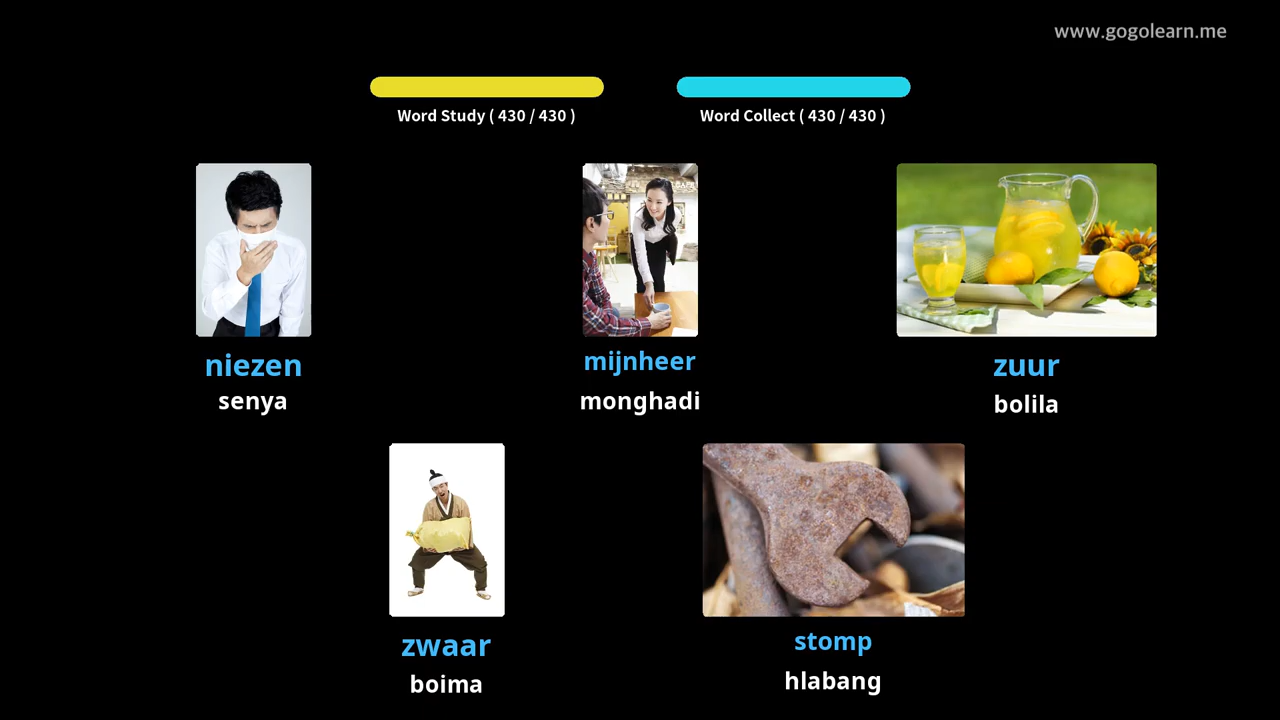 www.gogolearn.me
Word Study ( 430 / 430 )
Word Collect ( 430 / 430 )
niezen
senya
mijnheer
monghadi
zuur
bolila
zwaar
boima
stomp
hlabang